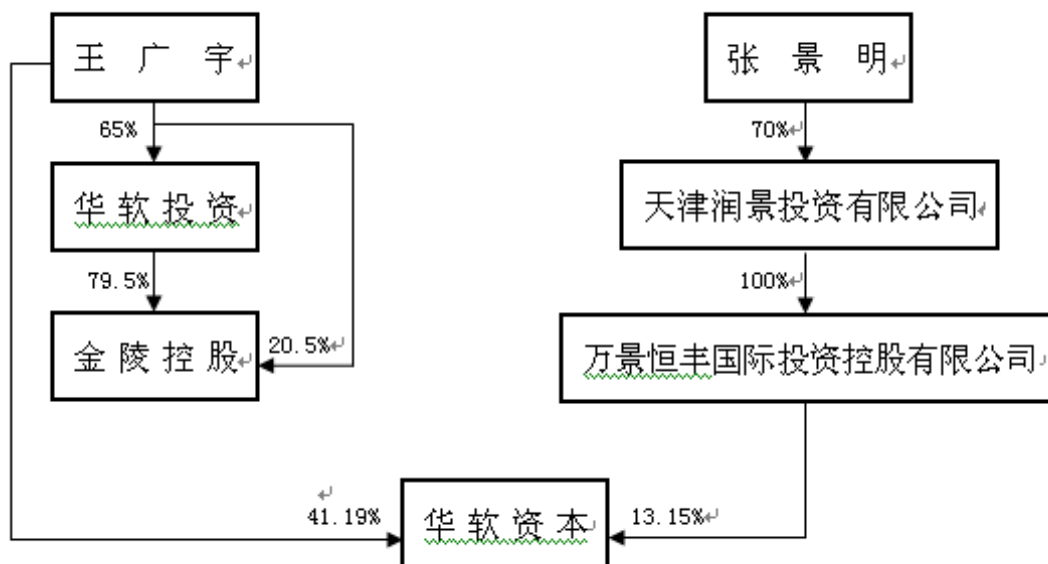 王广宇
张景明
65%
70%
华软投资
天津润景投资有限公司
79.5%
100%
金陵控股
20.5%
万景恒丰国际投资控股有限公司
41.19%
华软资本
13.15%